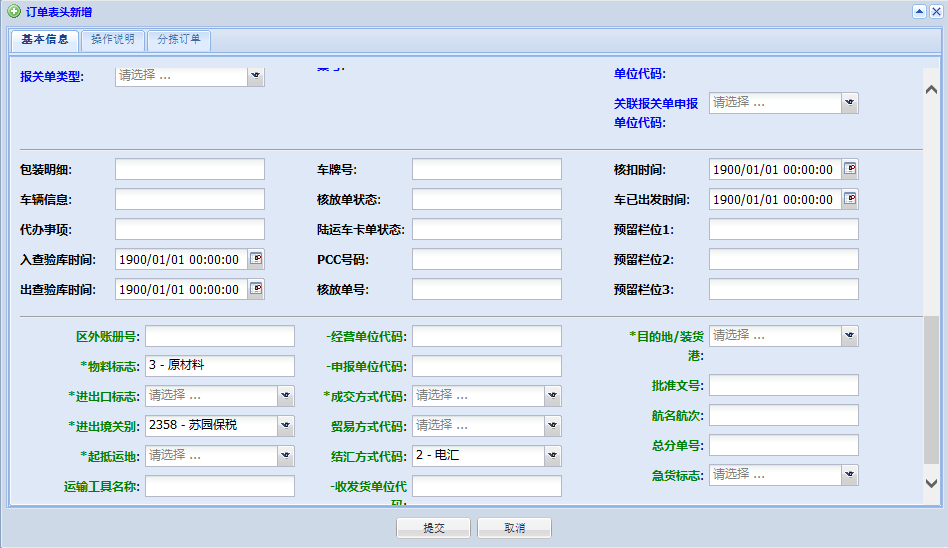 订单表头新增
基本信息 操作说明 分拣订单
报关单类型: 请选择 ...
单位代码:
关联报关单申报单位代码: 请选择 ...
包装明细: 车牌号: 核扣时间: 1900/01/01 00:00:00
车辆信息: 核放单状态: 车已出发时间: 1900/01/01 00:00:00
代办事项: 陆运车卡单状态: 预留栏位1:
入查验库时间: 1900/01/01 00:00:00 PCC号码: 预留栏位2:
出查验库时间: 1900/01/01 00:00:00 核放单号: 预留栏位3:
区外账册号: -经营单位代码: *目的地/装货港: 请选择 ...
*物料标志: 3 - 原材料 -申报单位代码: 批准文号:
*进出口标志: 请选择 ... *成交方式代码: 请选择 ... 航名航次:
*进出境关别: 2358 - 苏园保税 贸易方式代码: 请选择 ... 总分单号:
*起抵运地: 请选择 ... 结汇方式代码: 2 - 电汇 急货标志: 请选择 ...
运输工具名称: -收发货单位代
提交 取消